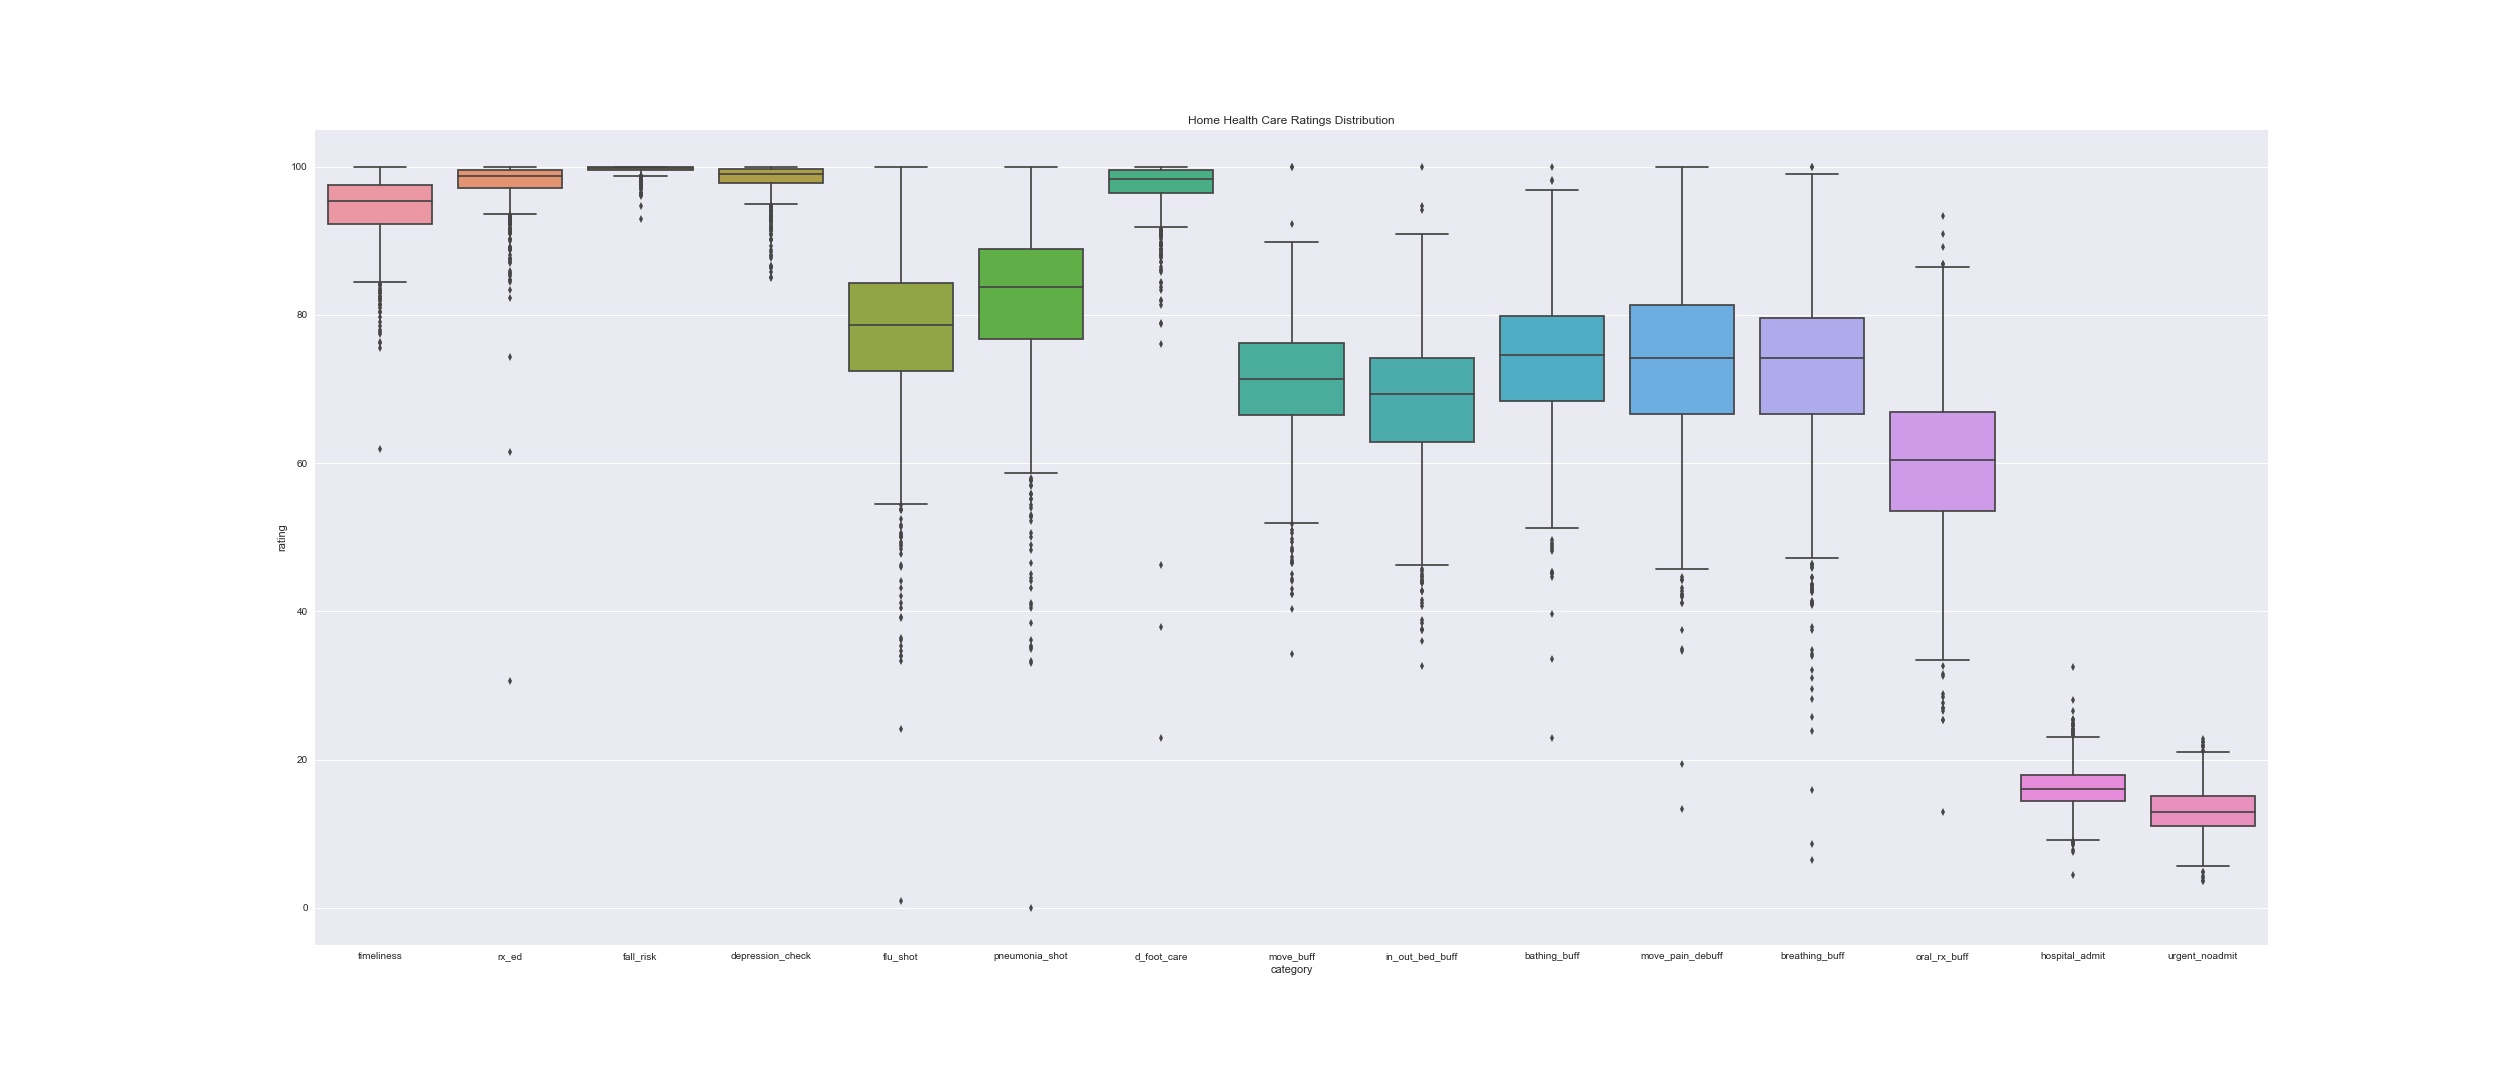 Home Health Care Ratings Distribution
100
80
60
40
20
0
rating
timeliness rx_ed fall_risk depression_check flu_shot pneumonia_shot d_foot_care move_buff in_out_bed_buff bathing_buff move_pain_debuff breathing_buff oral_rx_buff hospital_admit urgent_noadmit
category